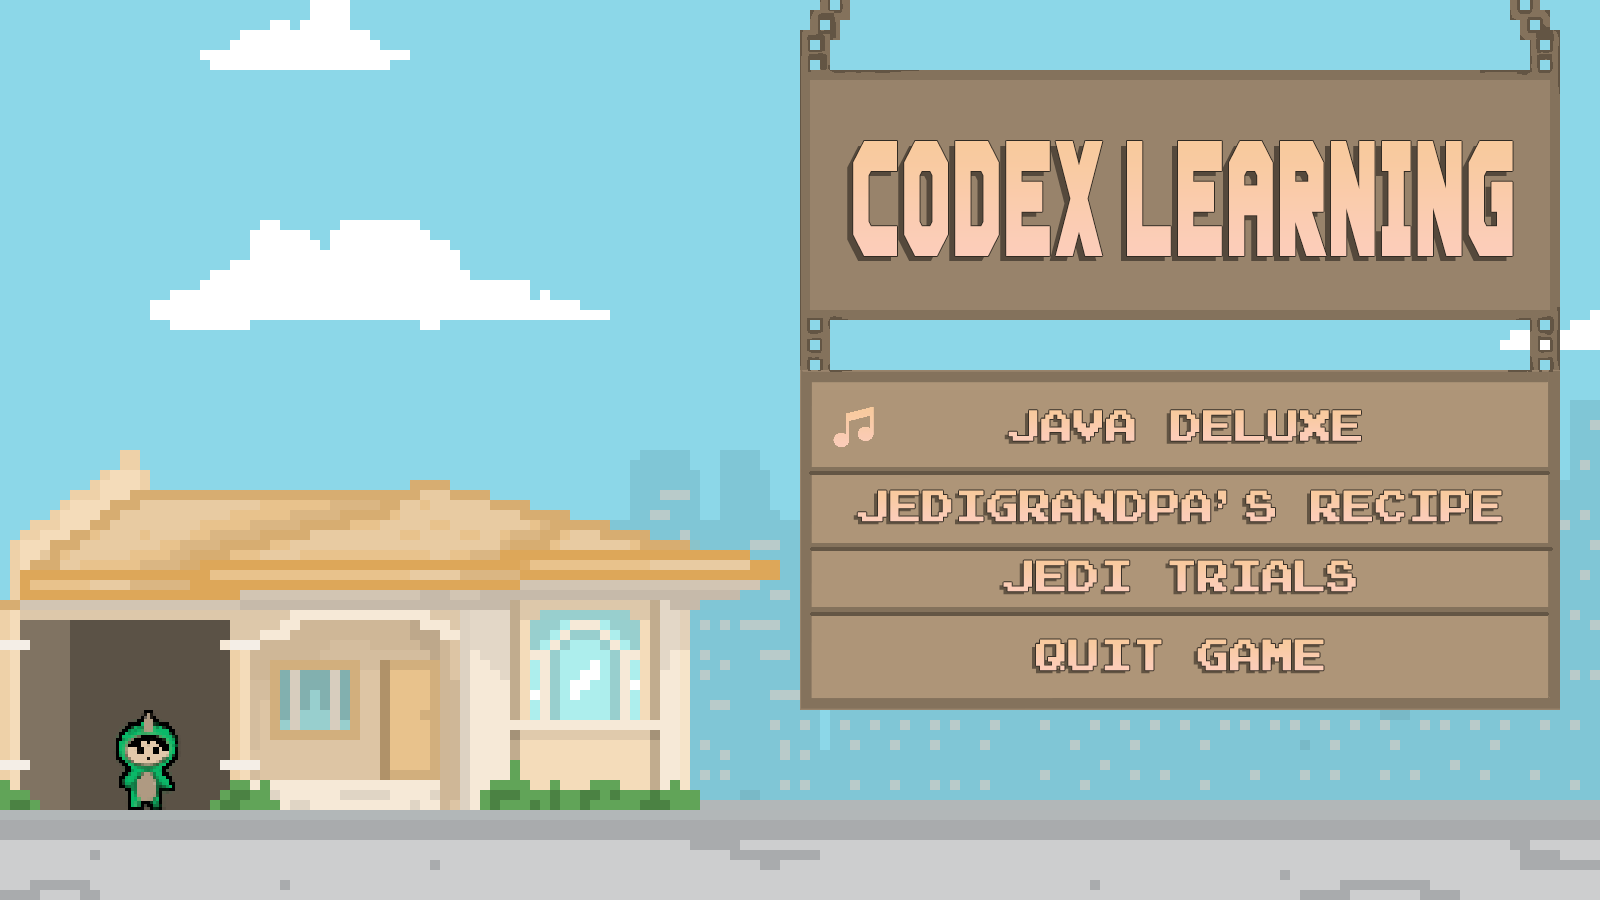 CODEX LEARNING
JAVA DELUXE
JEDIGRANDPA'S RECIPE
JEDI TRIALS
QUIT GAME